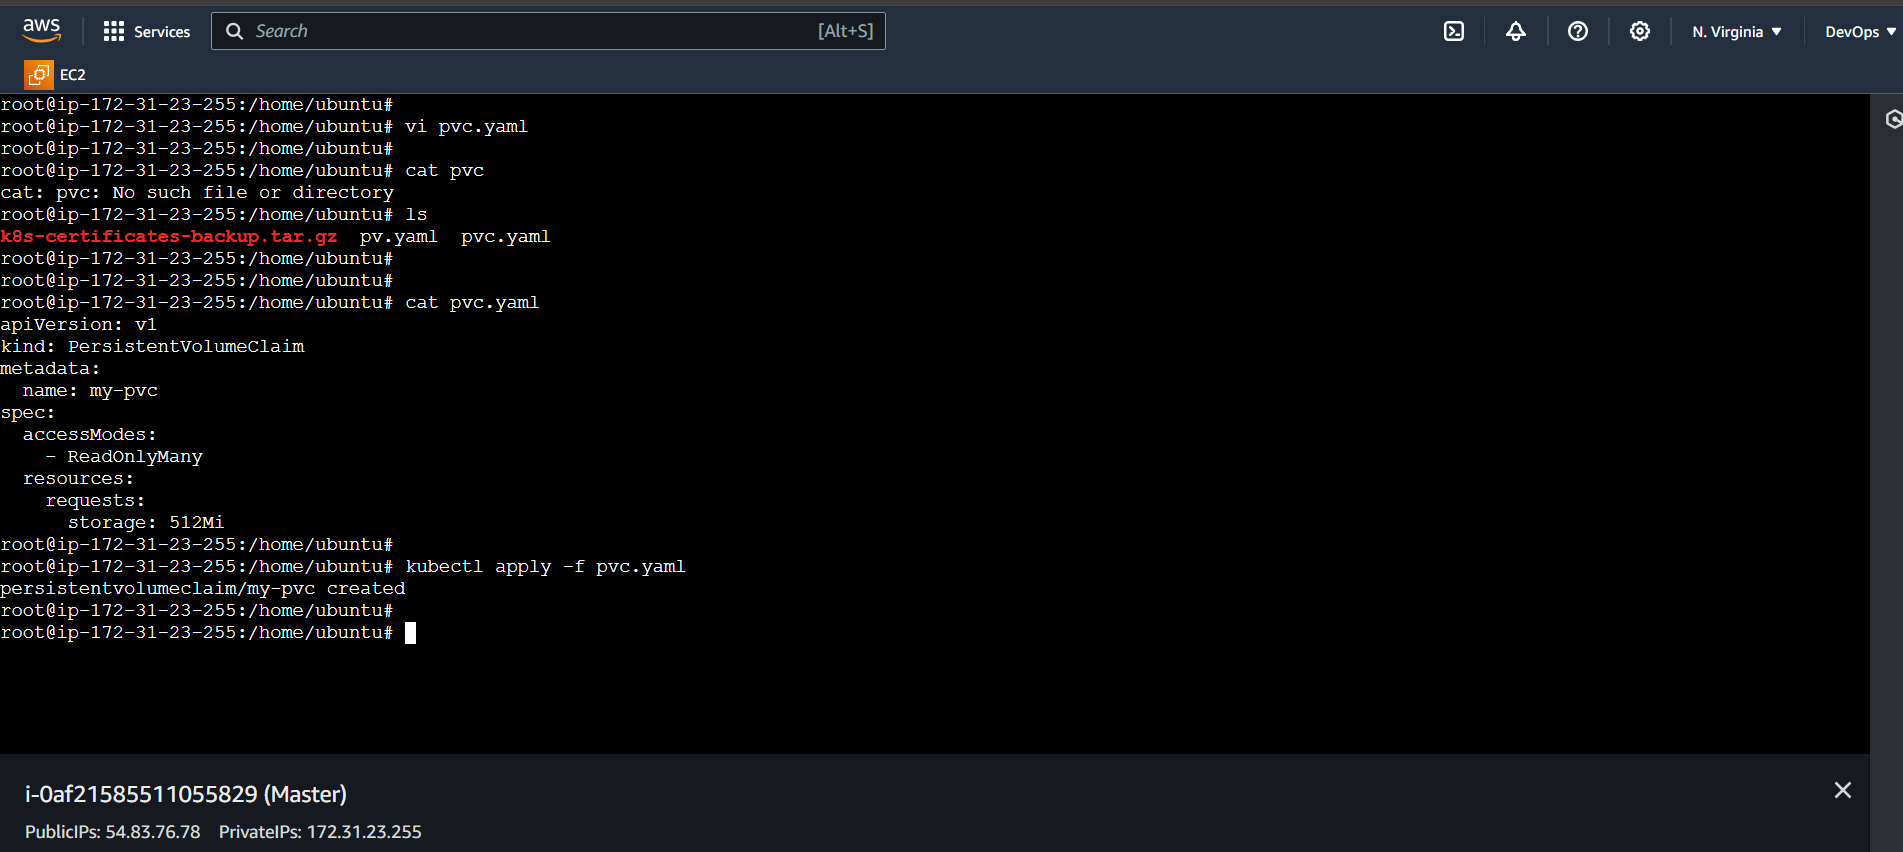 aws
Services
Search
[Alt+S]
N. Virginia
DevOps
EC2
root@ip-172-31-23-255:/home/ubuntu#
root@ip-172-31-23-255:/home/ubuntu# vi pvc.yaml
root@ip-172-31-23-255:/home/ubuntu#
root@ip-172-31-23-255:/home/ubuntu# cat pvc
cat: pvc: No such file or directory
root@ip-172-31-23-255:/home/ubuntu# ls
k8s-certificates-backup.tar.gz  pv.yaml  pvc.yaml
root@ip-172-31-23-255:/home/ubuntu#
root@ip-172-31-23-255:/home/ubuntu#
root@ip-172-31-23-255:/home/ubuntu# cat pvc.yaml
apiVersion: v1
kind: PersistentVolumeClaim
metadata:
  name: my-pvc
spec:
  accessModes:
    - ReadOnlyMany
  resources:
    requests:
      storage: 512Mi
root@ip-172-31-23-255:/home/ubuntu#
root@ip-172-31-23-255:/home/ubuntu# kubectl apply -f pvc.yaml
persistentvolumeclaim/my-pvc created
root@ip-172-31-23-255:/home/ubuntu#
root@ip-172-31-23-255:/home/ubuntu#
i-0af21585511055829 (Master)
PublicIPs: 54.83.76.78   PrivateIPs: 172.31.23.255